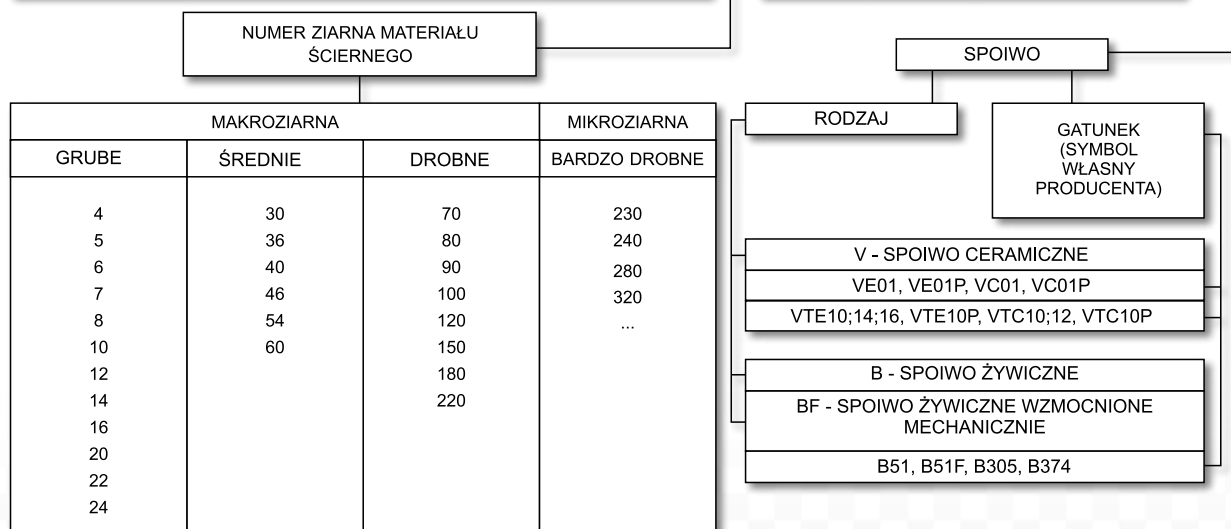 NUMER ZIARNA MATERIAŁU
ŚCIERNEGO
MAKROZIARNA MIKROZIARNA
GRUBE ŚREDNIE DROBNE BARDZO DROBNE
4 30 70 230
5 36 80 240
6 40 90 280
7 46 100 320
8 54 120 ...
10 60 150
12 180
14 220
16
20
22
24
SPOIWO
RODZAJ
GATUNEK
(SYMBOL
WŁASNY
PRODUCENTA)
V - SPOIWO CERAMICZNE
VE01, VE01P, VC01, VC01P
VTE10;14;16, VTE10P, VTC10;12, VTC10P
B - SPOIWO ŻYWICZNE
BF - SPOIWO ŻYWICZNE WZMOCNIONE
MECHANICZNIE
B51, B51F, B305, B374